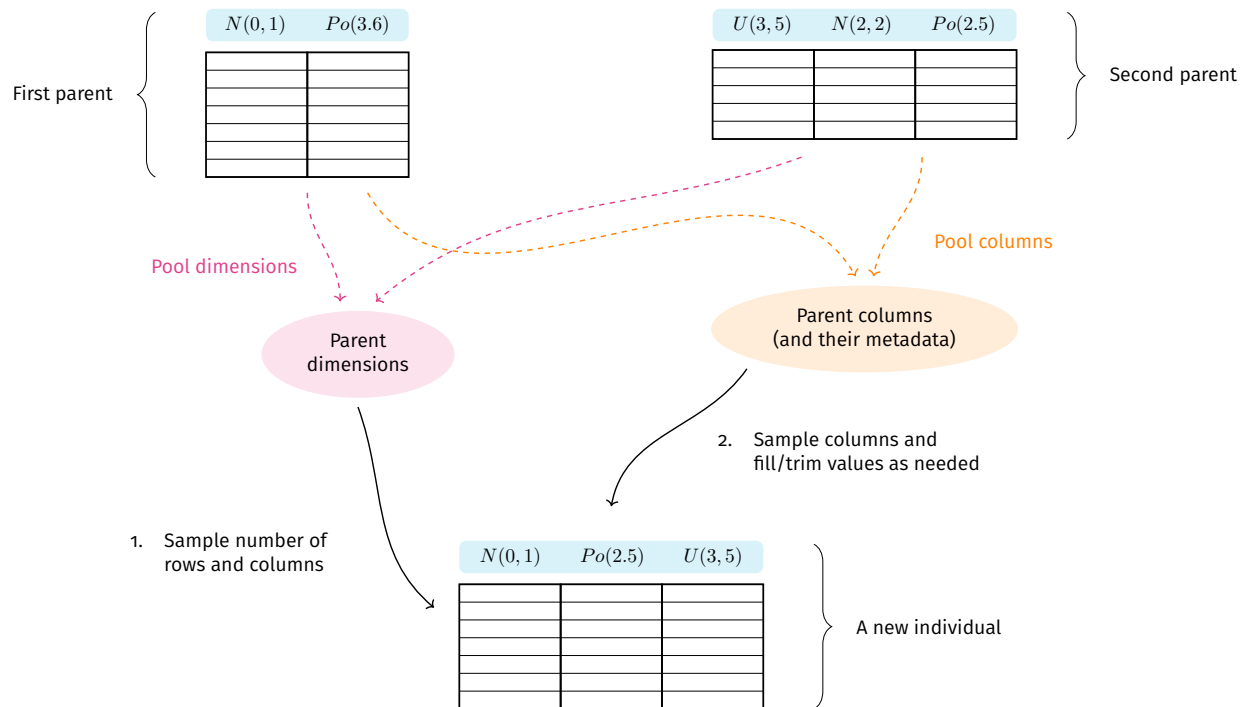 N(0, 1) Po(3.6)
U(3, 5) N(2, 2) Po(2.5)
First parent
Second parent
Pool dimensions
Pool columns
Parent
dimensions
Parent columns
(and their metadata)
1. Sample number of
rows and columns
2. Sample columns and
fill/trim values as needed
N(0, 1) Po(2.5) U(3, 5)
A new individual